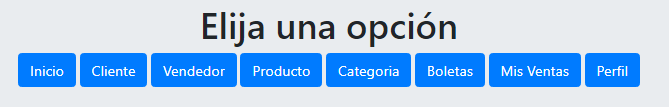 Elija una opción
Inicio Cliente Vendedor Producto Categoria Boletas Mis Ventas Perfil